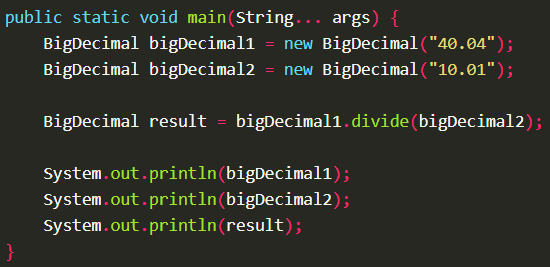 public static void main(String... args) {
    BigDecimal bigDecimal1 = new BigDecimal("40.04");
    BigDecimal bigDecimal2 = new BigDecimal("10.01");

    BigDecimal result = bigDecimal1.divide(bigDecimal2);

    System.out.println(bigDecimal1);
    System.out.println(bigDecimal2);
    System.out.println(result);
}